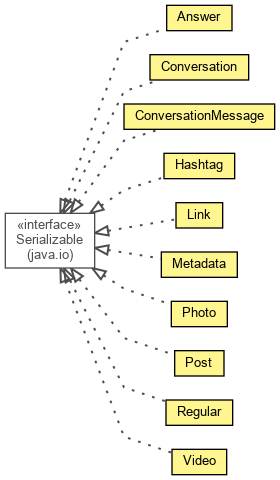 Answer
Conversation
ConversationMessage
Hashtag
Link
«interface»
Serializable
(java.io)
Metadata
Photo
Post
Regular
Video